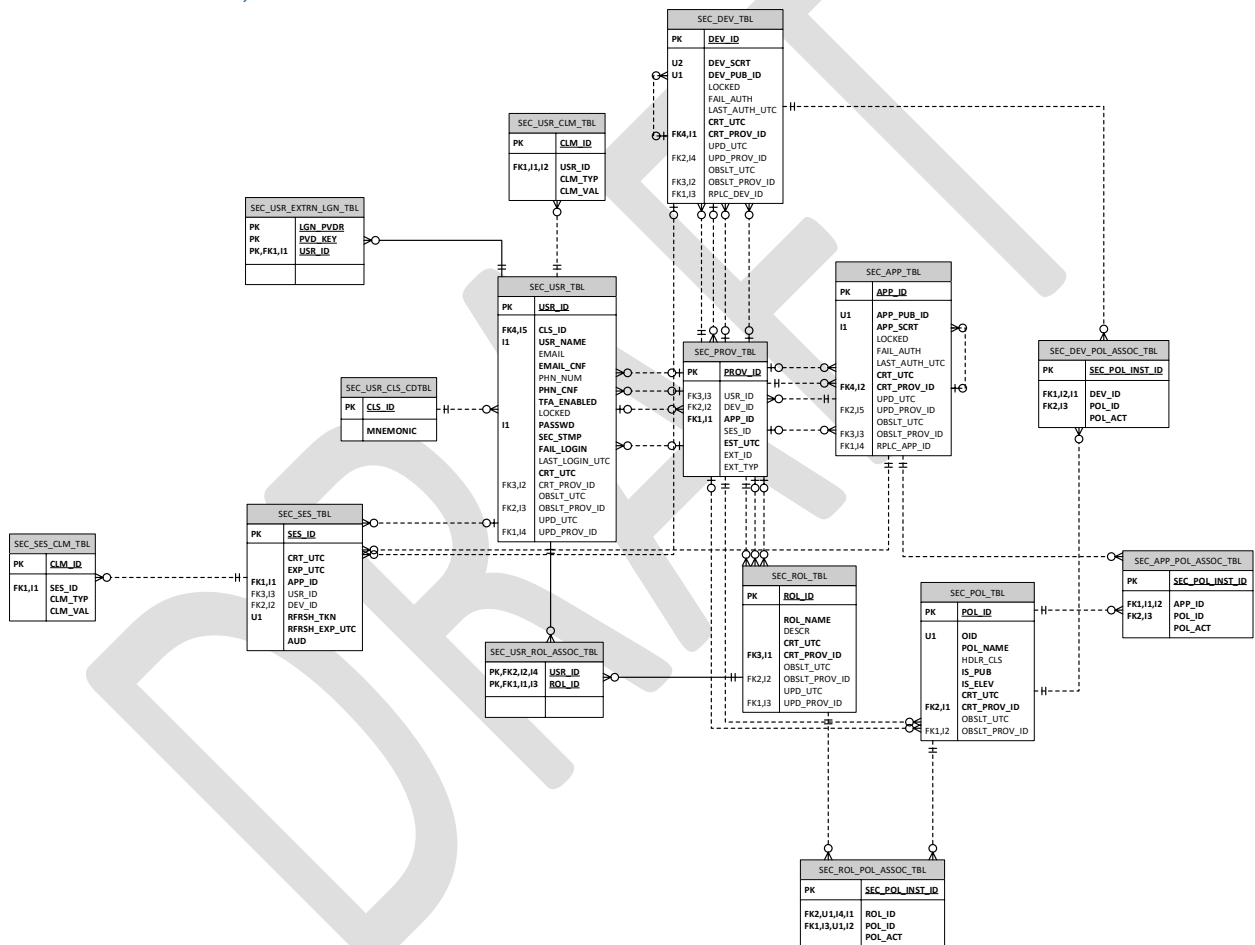 DRAFT
SEC_DEV_TBL
PK DEV_ID
U2 DEV_SCRT
U1 DEV_PUB_ID
LOCKED
FAIL_AUTH
LAST_AUTH_UTC
CRT_UTC
FK4,I1 CRT_PROV_ID
UPD_UTC
FK2,I4 UPD_PROV_ID
OBSLT_UTC
FK3,I2 OBSLT_PROV_ID
FK1,I3 RPLC_DEV_ID
SEC_USR_CLM_TBL
PK CLM_ID
FK1,I1,I2 USR_ID
CLM_TYP
CLM_VAL
SEC_USR_EXTRN_LGN_TBL
PK LGN_PVDR
PK PVD_KEY
PK,FK1,I1 USR_ID
SEC_USR_TBL
PK USR_ID
FK4,I5 CLS_ID
I1 USR_NAME
EMAIL
EMAIL_CNF
PHN_NUM
PHN_CNF
TFA_ENABLED
LOCKED
I1 PASSWD
SEC_STMP
FAIL_LOGIN
LAST_LOGIN_UTC
CRT_UTC
FK3,I2 CRT_PROV_ID
OBSLT_UTC
FK2,I3 OBSLT_PROV_ID
UPD_UTC
FK1,I4 UPD_PROV_ID
SEC_APP_TBL
PK APP_ID
U1 APP_PUB_ID
I1 APP_SCRT
LOCKED
FAIL_AUTH
LAST_AUTH_UTC
CRT_UTC
FK4,I2 CRT_PROV_ID
UPD_UTC
FK2,I5 UPD_PROV_ID
OBSLT_UTC
FK3,I3 OBSLT_PROV_ID
FK1,I4 RPLC_APP_ID
SEC_PROV_TBL
PK PROV_ID
FK3,I3 USR_ID
FK2,I2 DEV_ID
FK1,I1 APP_ID
SES_ID
EST_UTC
EXT_ID
EXT_TYP
SEC_DEV_POL_ASSOC_TBL
PK SEC_POL_INST_ID
FK1,I2,I1 DEV_ID
FK2,I3 POL_ID
POL_ACT
SEC_USR_CLS_CDTBL
PK CLS_ID
MNEMONIC
SEC_SES_TBL
PK SES_ID
CRT_UTC
EXP_UTC
FK1,I1 APP_ID
FK3,I3 USR_ID
FK2,I2 DEV_ID
U1 RFRSH_TKN
RFRSH_EXP_UTC
AUD
SEC_SES_CLM_TBL
PK CLM_ID
FK1,I1 SES_ID
CLM_TYP
CLM_VAL
SEC_APP_POL_ASSOC_TBL
PK SEC_POL_INST_ID
FK1,I1,I2 APP_ID
FK2,I3 POL_ID
POL_ACT
SEC_ROL_TBL
PK ROL_ID
ROL_NAME
DESCR
CRT_UTC
FK3,I1 CRT_PROV_ID
OBSLT_UTC
FK2,I2 OBSLT_PROV_ID
UPD_UTC
FK1,I3 UPD_PROV_ID
SEC_POL_TBL
PK POL_ID
U1 OID
POL_NAME
HDLR_CLS
IS_PUB
IS_ELEV
CRT_UTC
FK2,I1 CRT_PROV_ID
OBSLT_UTC
FK1,I2 OBSLT_PROV_ID
SEC_USR_ROL_ASSOC_TBL
PK,FK2,I2,I4 USR_ID
PK,FK1,I1,I3 ROL_ID
SEC_ROL_POL_ASSOC_TBL
PK SEC_POL_INST_ID
FK2,U1,I4,I1 ROL_ID
FK1,I3,U1,I2 POL_ID
POL_ACT